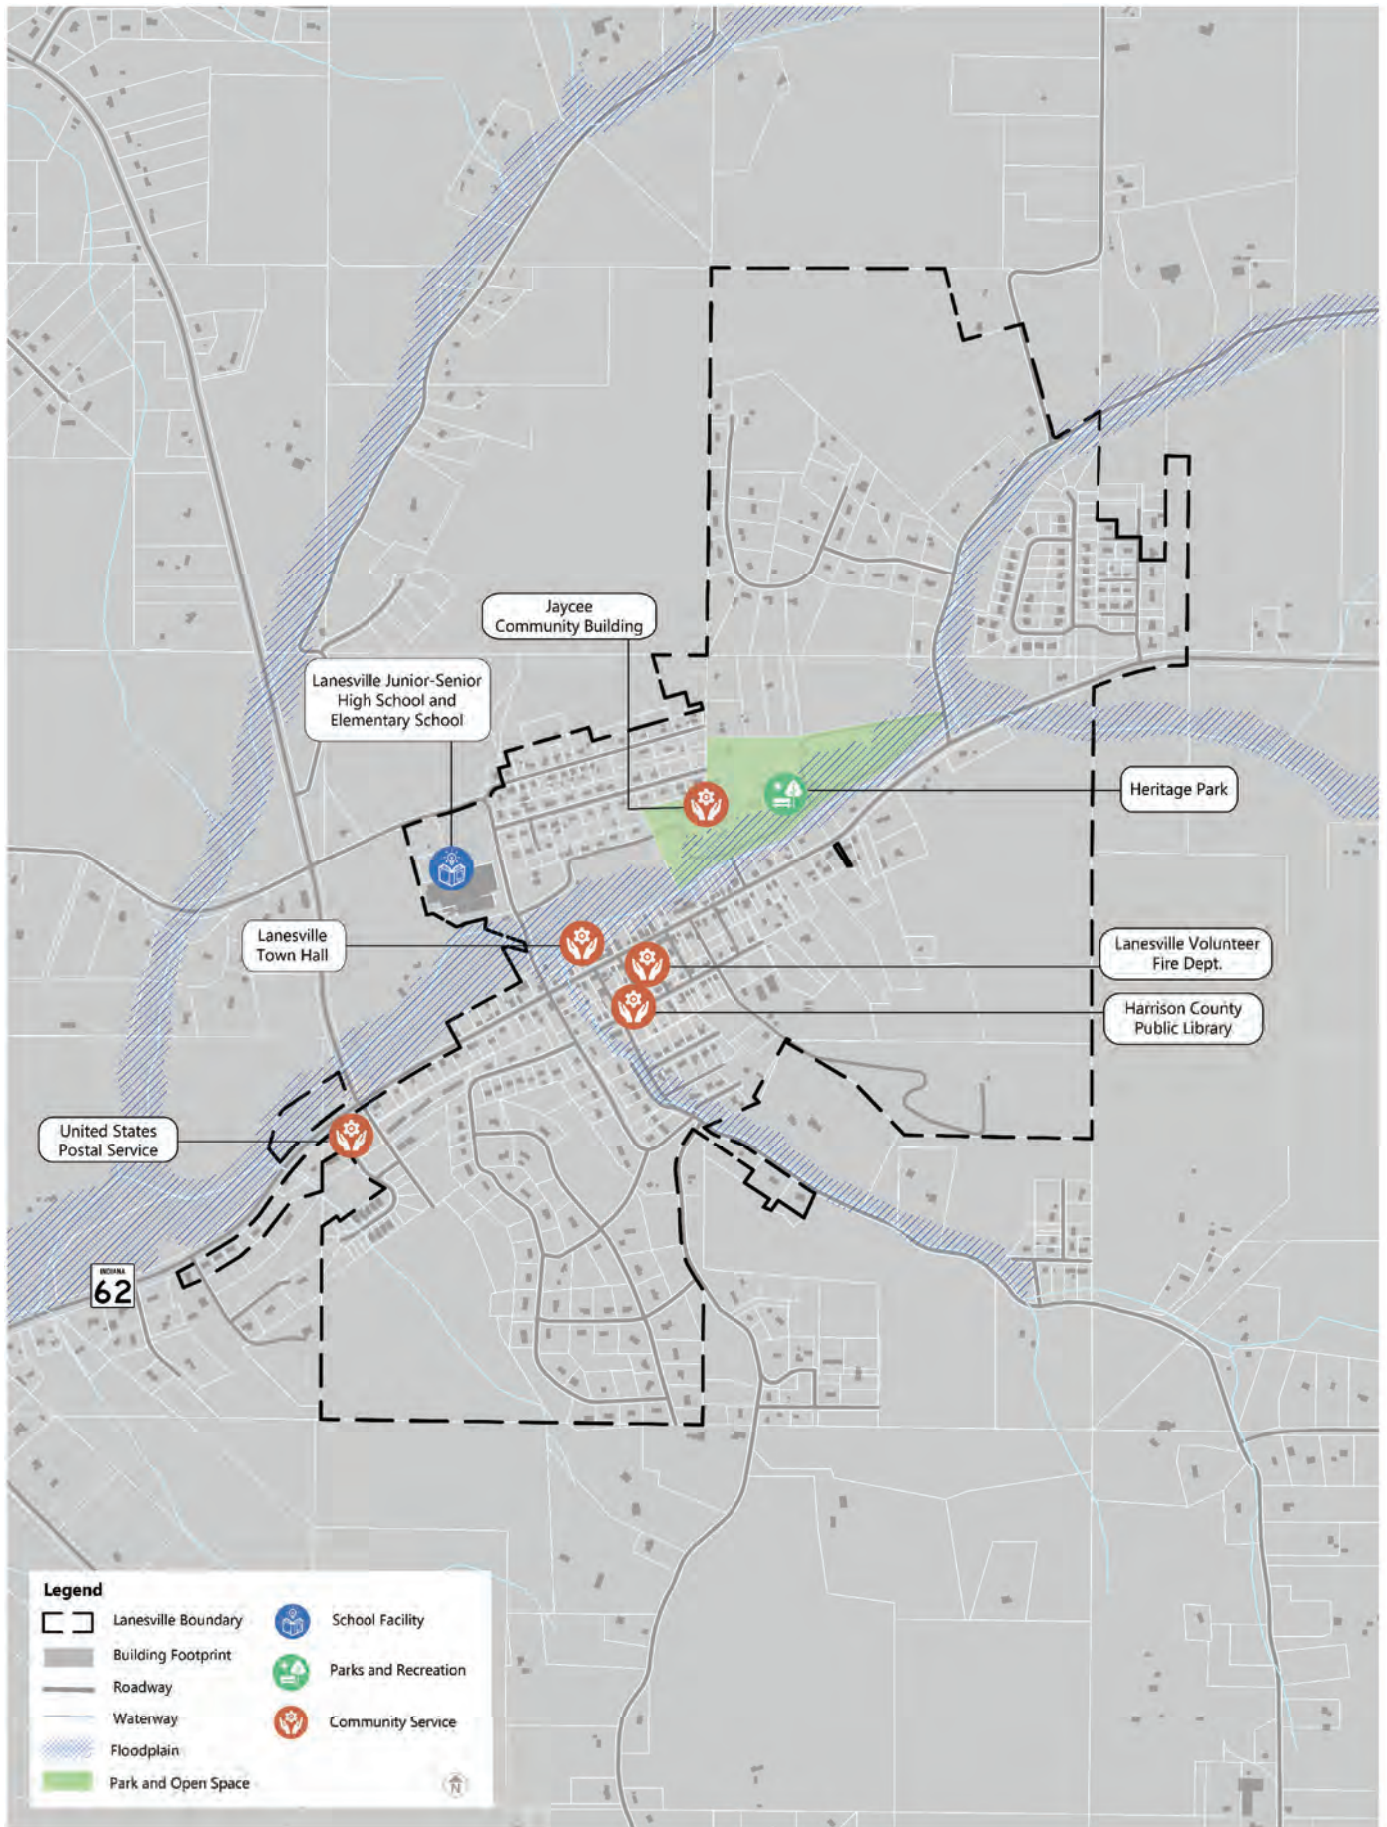 Jaycee
Community Building
Lanesville Junior-Senior
High School and
Elementary School
Heritage Park
Lanesville
Town Hall
Lanesville Volunteer
Fire Dept.
Harrison County
Public Library
United States
Postal Service
INDIANA
62
Legend
Lanesville Boundary
Building Footprint
Roadway
Waterway
Floodplain
Park and Open Space
School Facility
Parks and Recreation
Community Service
N